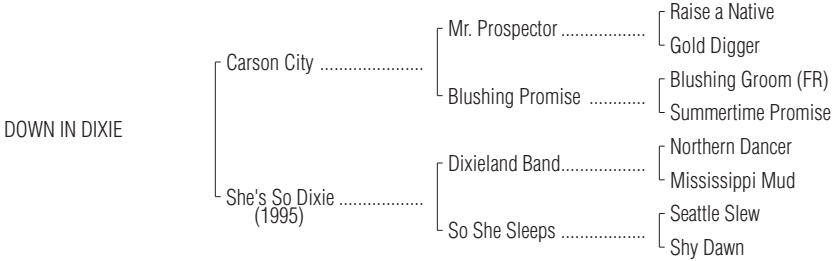 Raise a Native
Mr. Prospector ..................
Gold Digger
Carson City ......................
Blushing Groom (FR)
Blushing Promise ............
Summertime Promise
DOWN IN DIXIE
Northern Dancer
Dixieland Band..................
Mississippi Mud
She's So Dixie ..................
(1995)
Seattle Slew
So She Sleeps ..................
Shy Dawn